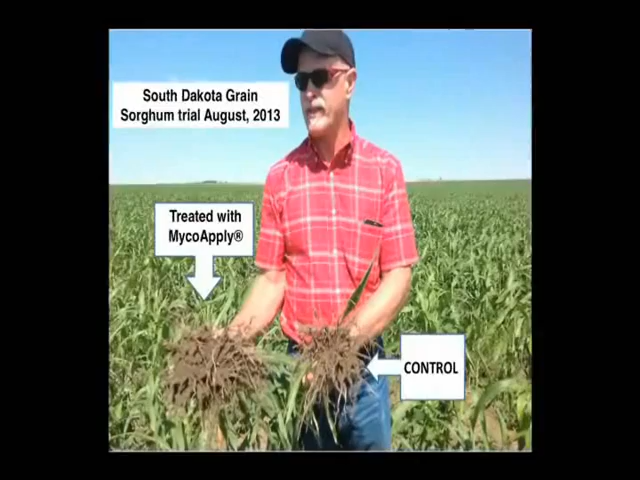 South Dakota Grain
Sorghum trial August, 2013
Treated with
MycoApply®
CONTROL